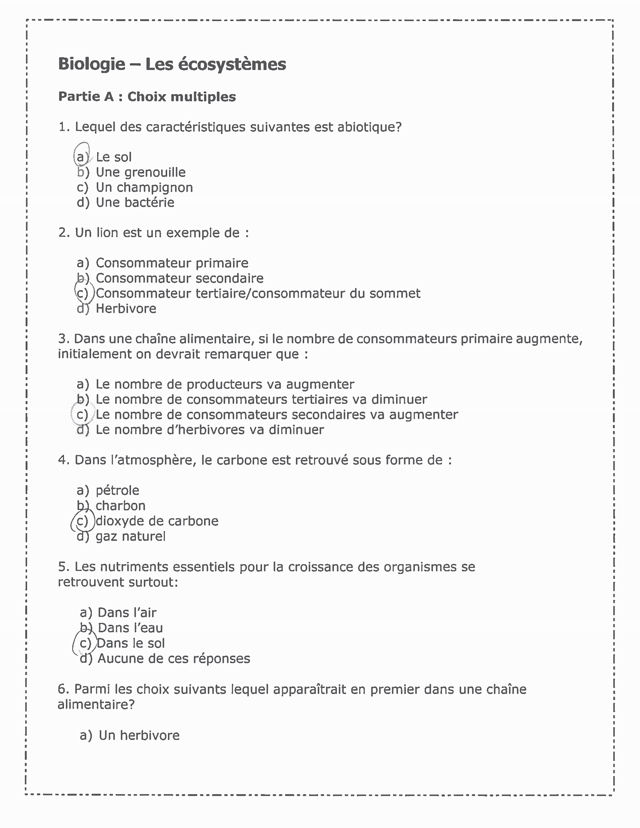 Biologie – Les écosystèmes
Partie A : Choix multiples
1. Lequel des caractéristiques suivantes est abiotique?
a) Le sol
b) Une grenouille
c) Un champignon
d) Une bactérie
2. Un lion est un exemple de :
a) Consommateur primaire
b) Consommateur secondaire
c) Consommateur tertiaire/consommateur du sommet
d) Herbivore
3. Dans une chaîne alimentaire, si le nombre de consommateurs primaire augmente,
initialement on devrait remarquer que :
a) Le nombre de producteurs va augmenter
b) Le nombre de consommateurs tertiaires va diminuer
c) Le nombre de consommateurs secondaires va augmenter
d) Le nombre d'herbivores va diminuer
4. Dans l'atmosphère, le carbone est retrouvé sous forme de :
a) pétrole
b) charbon
c) dioxyde de carbone
d) gaz naturel
5. Les nutriments essentiels pour la croissance des organismes se
retrouvent surtout:
a) Dans l'air
b) Dans l'eau
c) Dans le sol
d) Aucune de ces réponses
6. Parmi les choix suivants lequel apparaîtrait en premier dans une chaîne
alimentaire?
a) Un herbivore